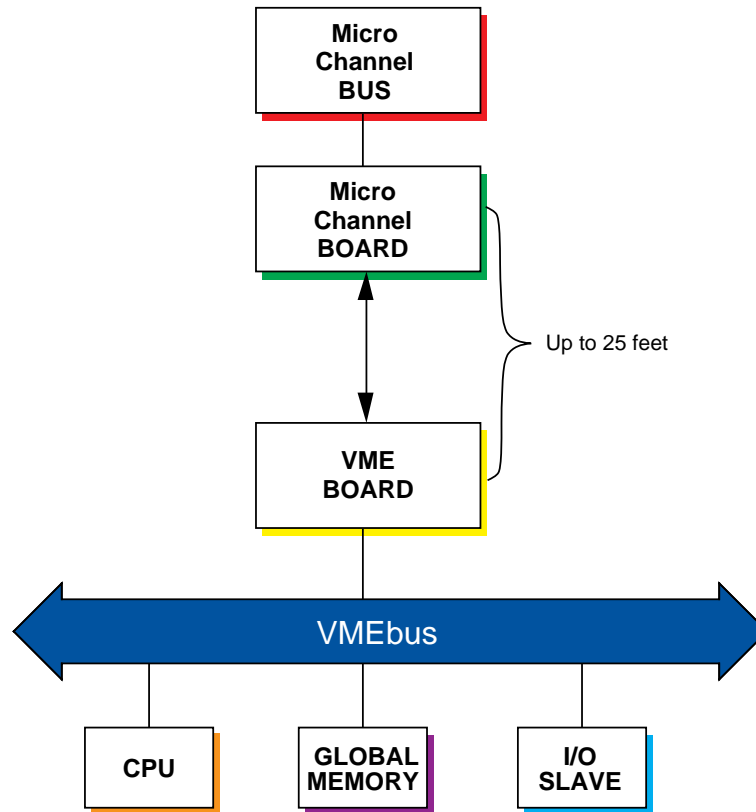 Micro
Channel
BUS
Micro
Channel
BOARD
Up to 25 feet
VME
BOARD
VMEbus
CPU
GLOBAL
MEMORY
I/O
SLAVE